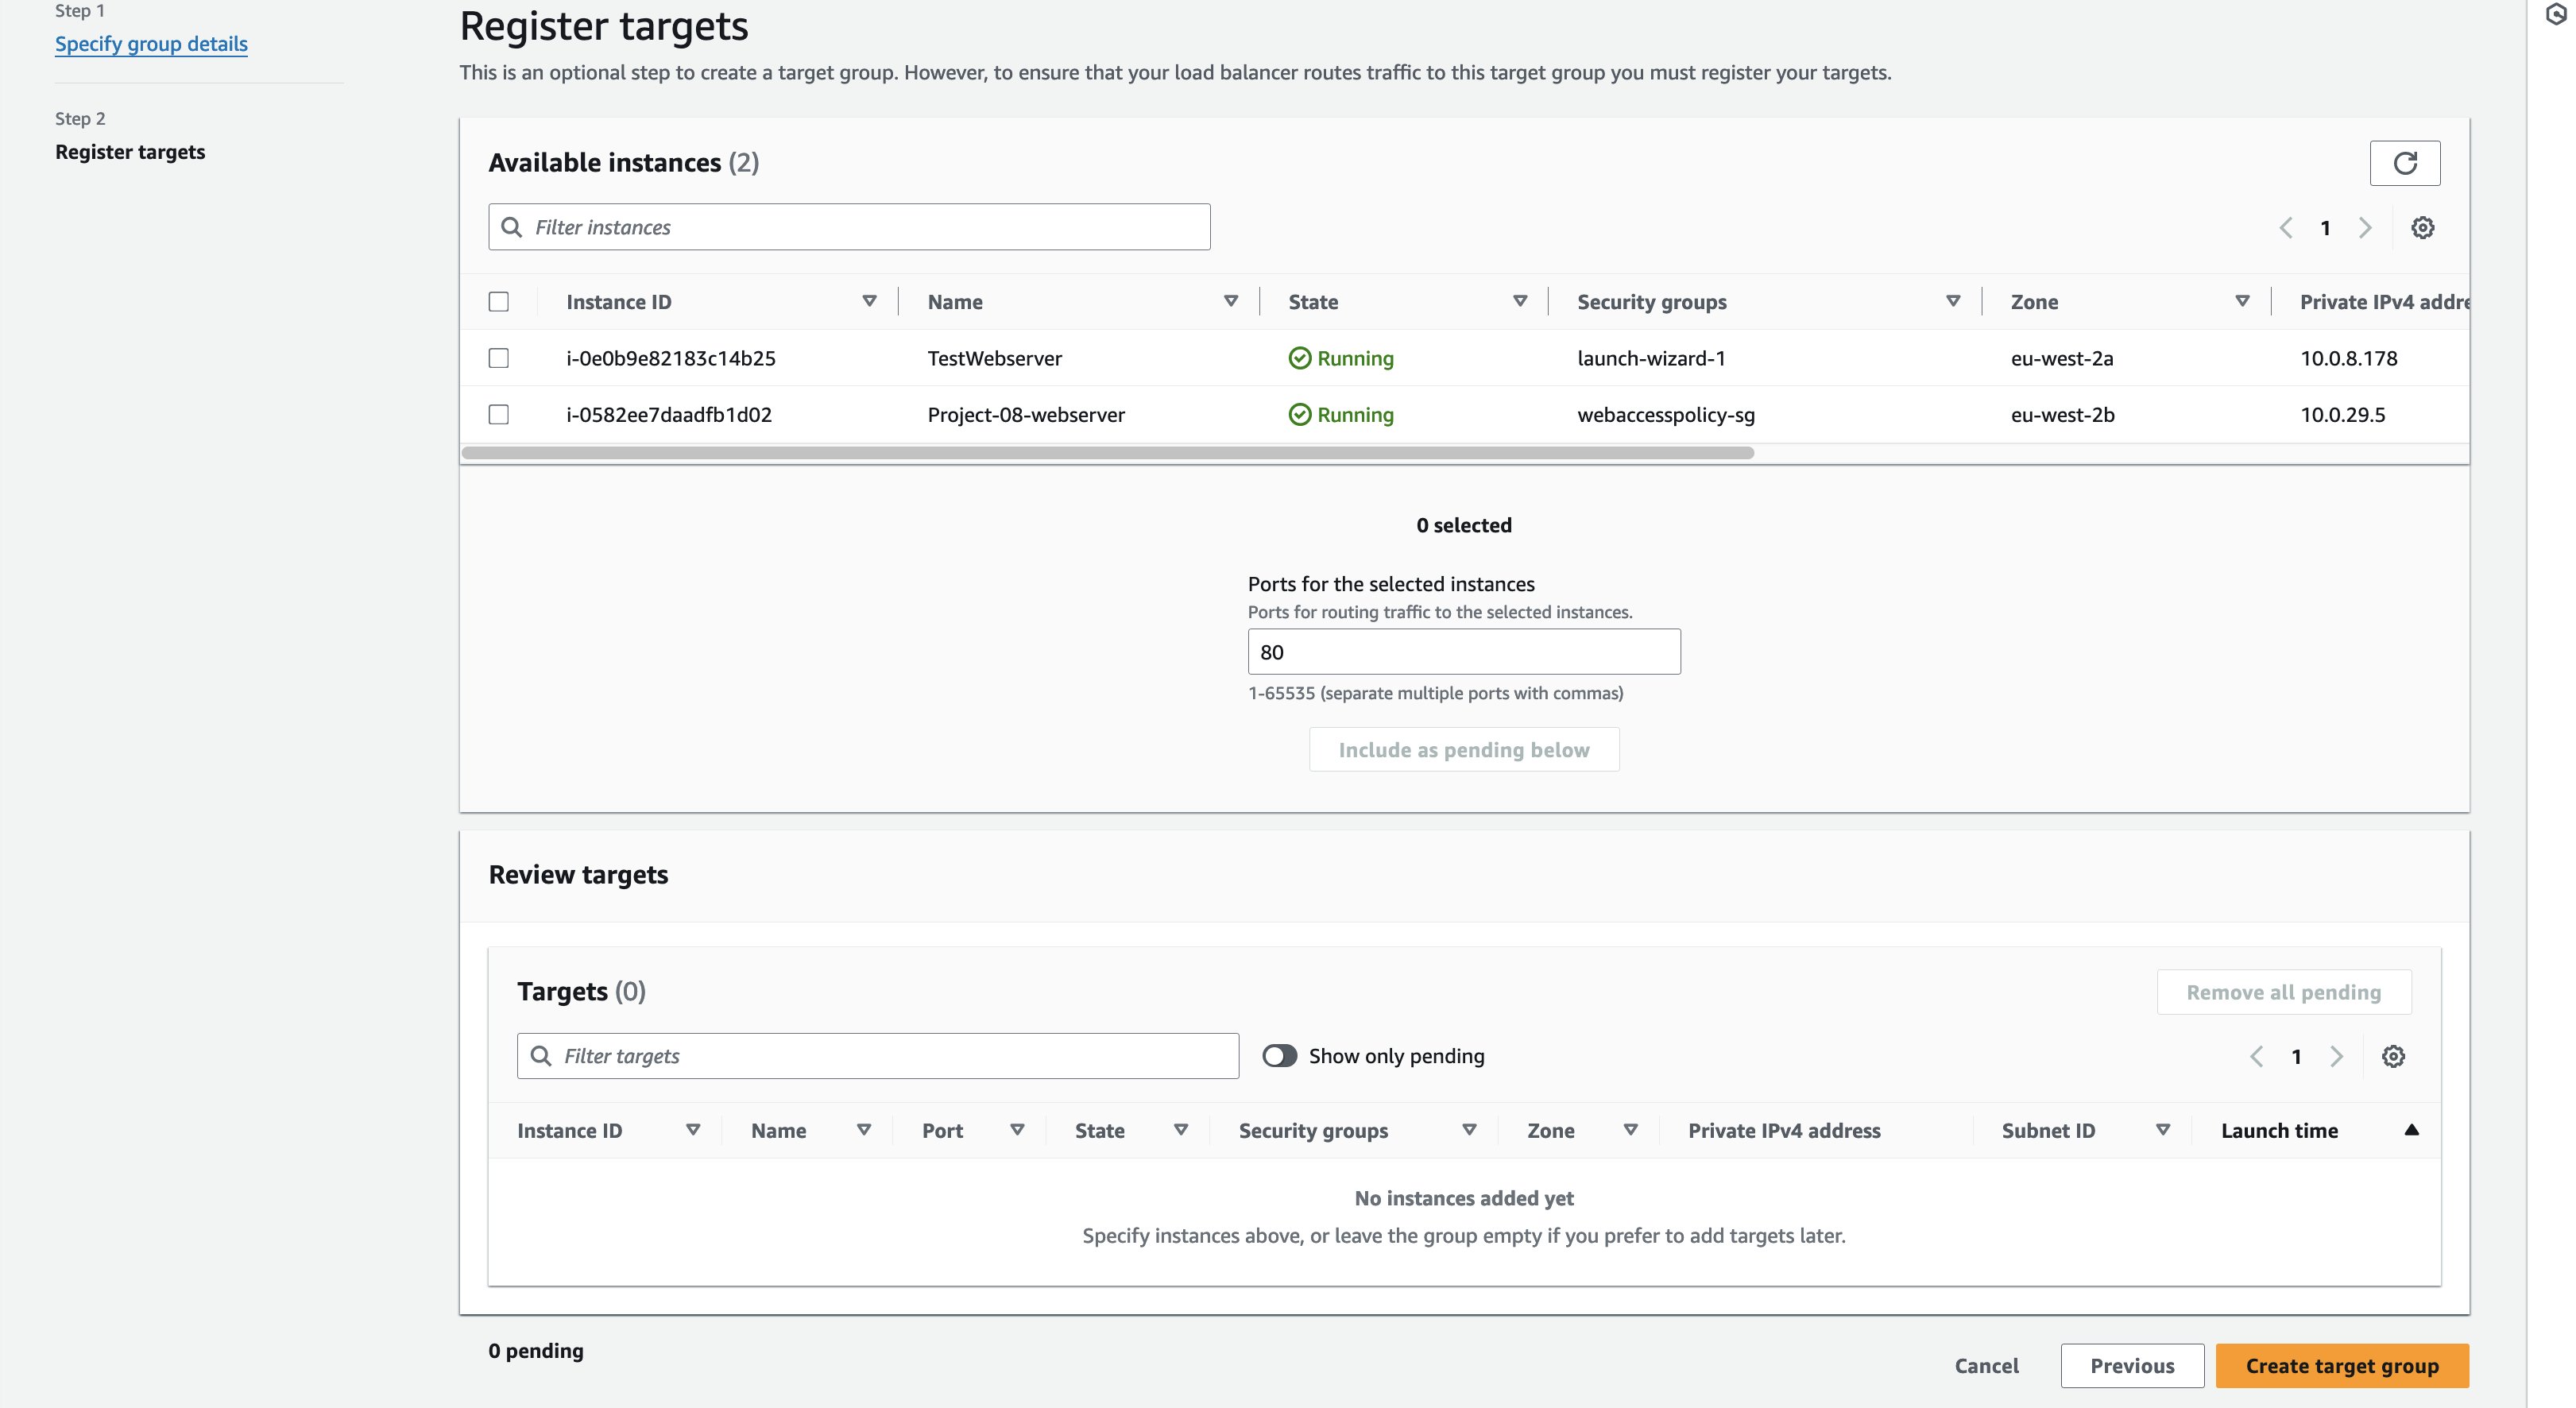 Step 1
Specify group details
Step 2
Register targets
Register targets
This is an optional step to create a target group. However, to ensure that your load balancer routes traffic to this target group you must register your targets.
Available instances (2)
Filter instances
1
Instance ID Name State Security groups Zone Private IPv4 addre
i-0e0b9e82183c14b25 TestWebserver Running launch-wizard-1 eu-west-2a 10.0.8.178
i-0582ee7daadfb1d02 Project-08-webserver Running webaccesspolicy-sg eu-west-2b 10.0.29.5
0 selected
Ports for the selected instances
Ports for routing traffic to the selected instances.
80
1-65535 (separate multiple ports with commas)
Include as pending below
Review targets
Targets (0)
Remove all pending
Filter targets Show only pending 1
Instance ID Name Port State Security groups Zone Private IPv4 address Subnet ID Launch time
No instances added yet
Specify instances above, or leave the group empty if you prefer to add targets later.
0 pending
Cancel Previous Create target group